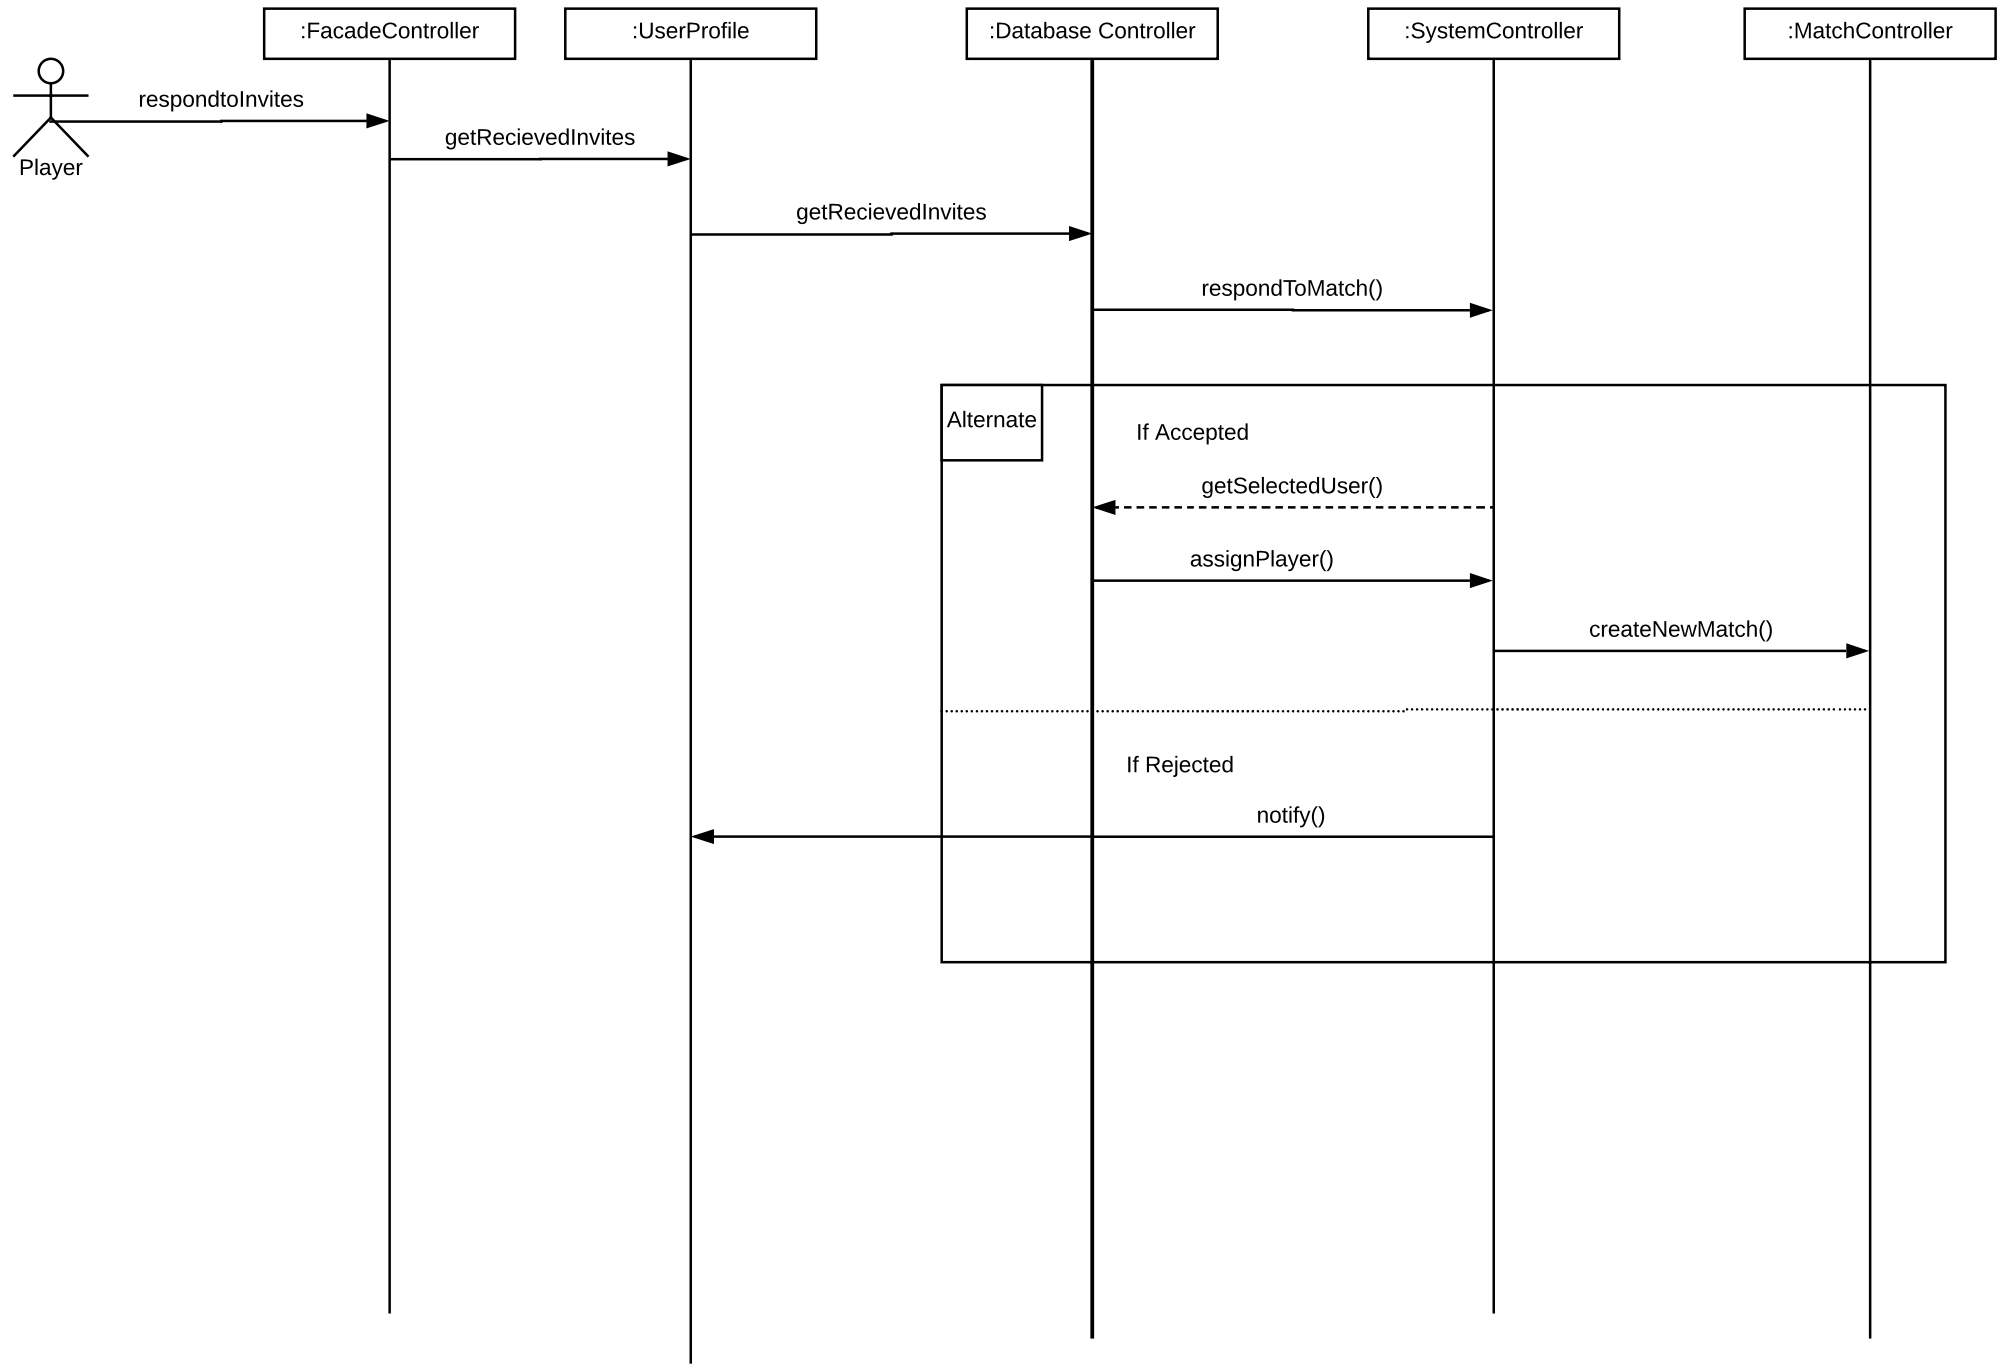 :FacadeController
:UserProfile
:Database Controller
:SystemController
:MatchController
respondtoInvites
getRecievedInvites
Player
getRecievedInvites
respondToMatch()
Alternate
If Accepted
getSelectedUser()
assignPlayer()
createNewMatch()
If Rejected
notify()